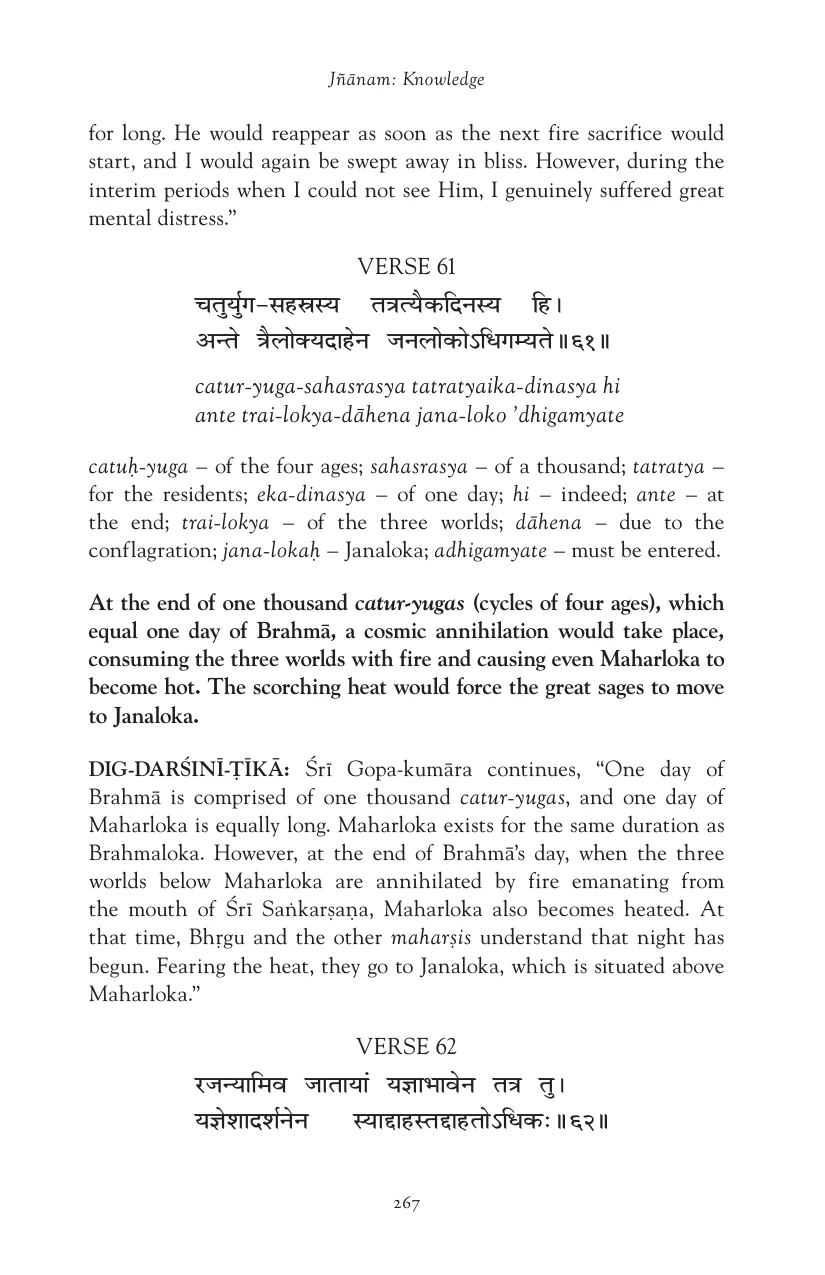 Jñānam: Knowledge
for long. He would reappear as soon as the next fire sacrifice would
start, and I would again be swept away in bliss. However, during the
interim periods when I could not see Him, I genuinely suffered great
mental distress.”
VERSE 61
चतुर्युग-सहस्रस्य तत्रत्यैकदिनस्य हि।
अन्ते त्रैलोक्यदाहेन जनलोकोऽधिगम्यते॥६१॥
catur-yuga-sahasrasya tatratyaika-dinasya hi
ante trai-lokya-dāhena jana-loko ’dhigamyate
catuḥ-yuga – of the four ages; sahasrasya – of a thousand; tatratya –
for the residents; eka-dinasya – of one day; hi – indeed; ante – at
the end; trai-lokya – of the three worlds; dāhena – due to the
conflagration; jana-lokaḥ – Janaloka; adhigamyate – must be entered.
At the end of one thousand catur-yugas (cycles of four ages), which
equal one day of Brahmā, a cosmic annihilation would take place,
consuming the three worlds with fire and causing even Maharloka to
become hot. The scorching heat would force the great sages to move
to Janaloka.
DIG-DARŚINĪ-ṬĪKĀ: Śrī Gopa-kumāra continues, “One day of
Brahmā is comprised of one thousand catur-yugas, and one day of
Maharloka is equally long. Maharloka exists for the same duration as
Brahmaloka. However, at the end of Brahmā’s day, when the three
worlds below Maharloka are annihilated by fire emanating from
the mouth of Śrī Saṅkarṣaṇa, Maharloka also becomes heated. At
that time, Bhṛgu and the other maharṣis understand that night has
begun. Fearing the heat, they go to Janaloka, which is situated above
Maharloka.”
VERSE 62
रजन्यामिव जातायां यज्ञाभावेन तत्र तु।
यज्ञेशादर्शनेन स्याद्दाहस्तद्दाहतोऽधिकः॥६२॥
267